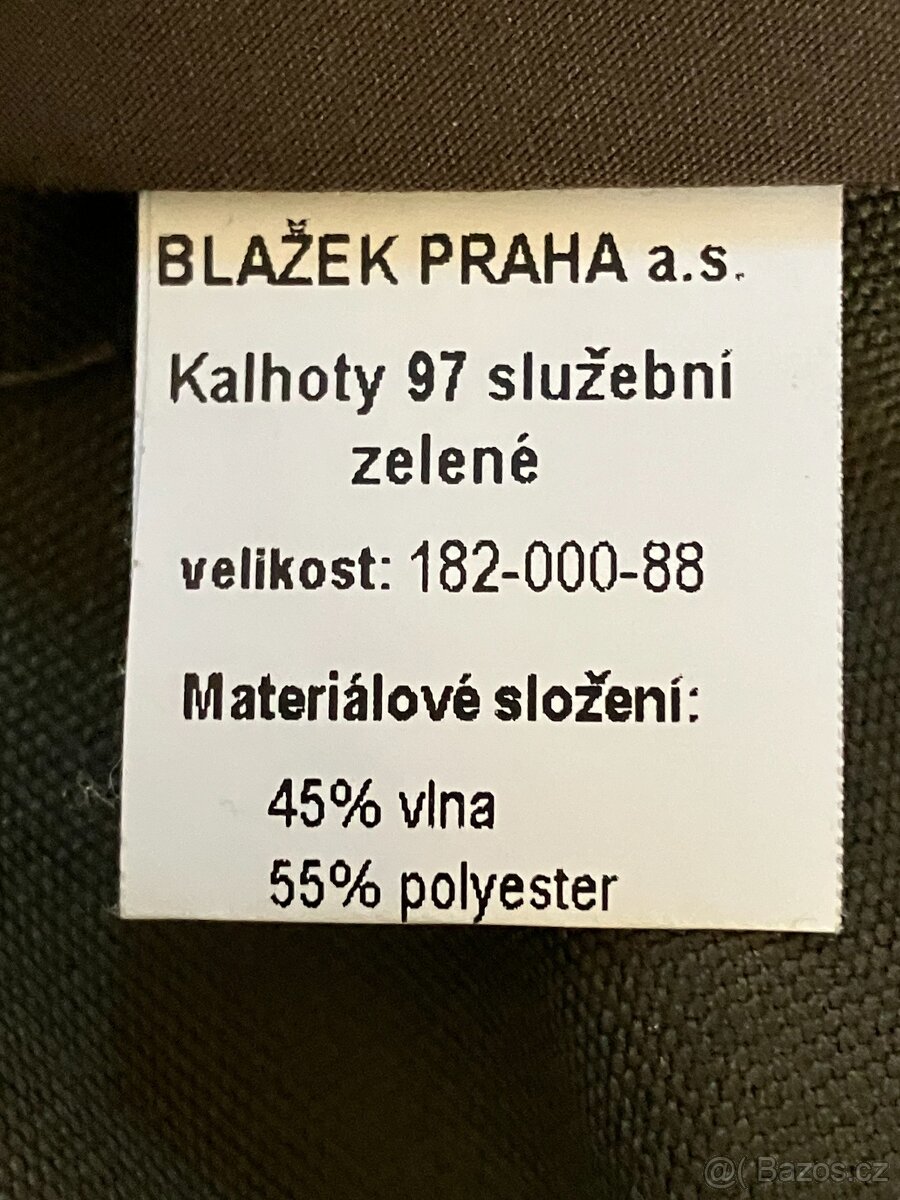 BLAŽEK PRAHA a.s.
Kalhoty 97 služební
zelené
velikost: 182-000-88
Materiálové složení:
45% vlna
55% polyester
@( Bazos.cz